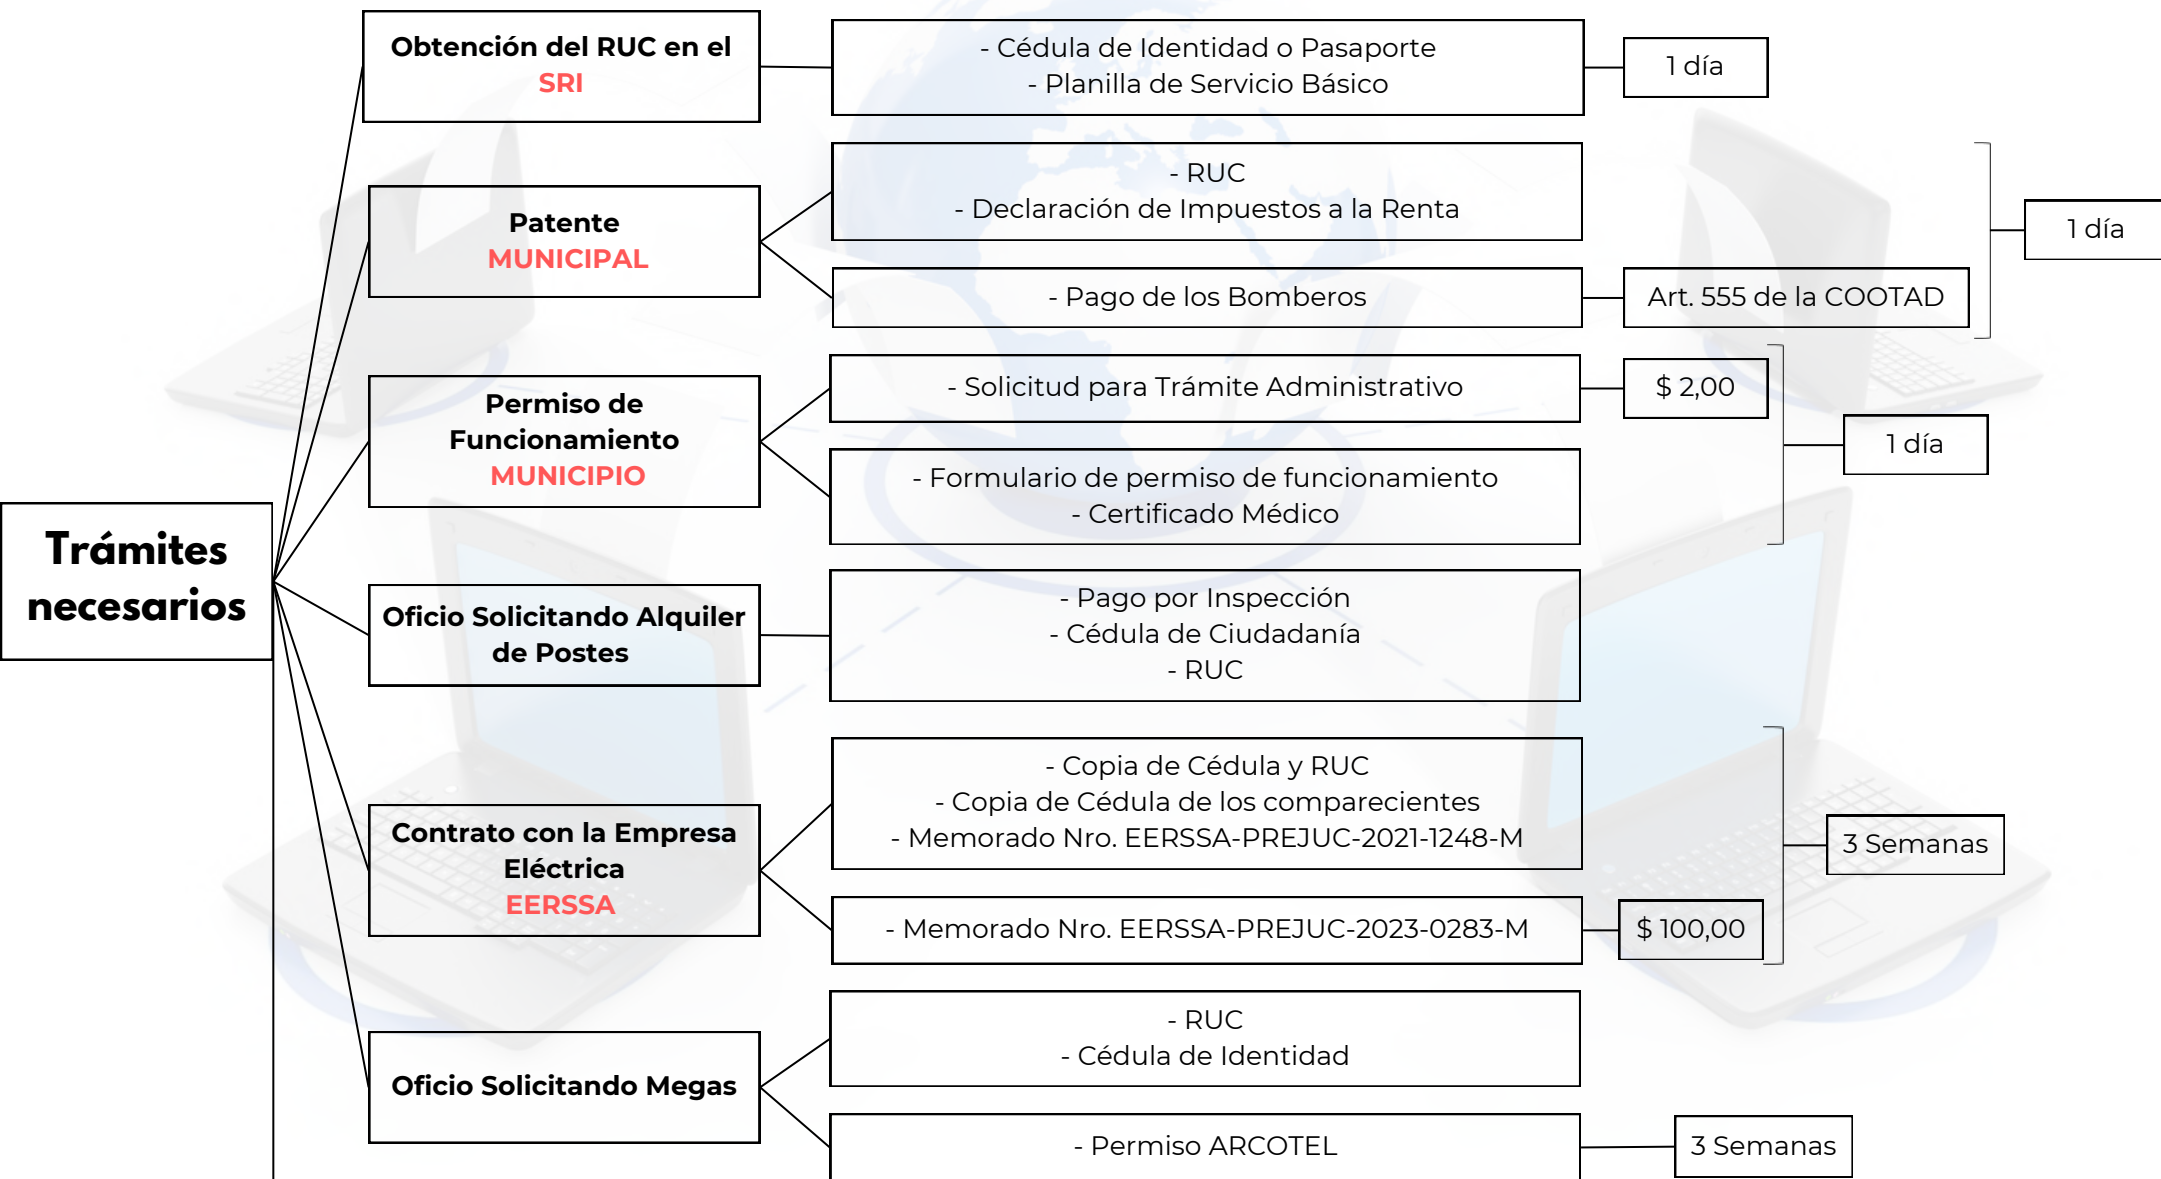 Trámites
necesarios
Obtención del RUC en el
SRI
- Cédula de Identidad o Pasaporte
- Planilla de Servicio Básico
1 día
Patente
MUNICIPAL
- RUC
- Declaración de Impuestos a la Renta
- Pago de los Bomberos
Art. 555 de la COOTAD
1 día
Permiso de
Funcionamiento
MUNICIPIO
- Solicitud para Trámite Administrativo
$ 2,00
- Formulario de permiso de funcionamiento
- Certificado Médico
1 día
Oficio Solicitando Alquiler
de Postes
- Pago por Inspección
- Cédula de Ciudadanía
- RUC
Contrato con la Empresa
Eléctrica
EERSSA
- Copia de Cédula y RUC
- Copia de Cédula de los comparecientes
- Memorado Nro. EERSSA-PREJUC-2021-1248-M
- Memorado Nro. EERSSA-PREJUC-2023-0283-M
$ 100,00
3 Semanas
Oficio Solicitando Megas
- RUC
- Cédula de Identidad
- Permiso ARCOTEL
3 Semanas